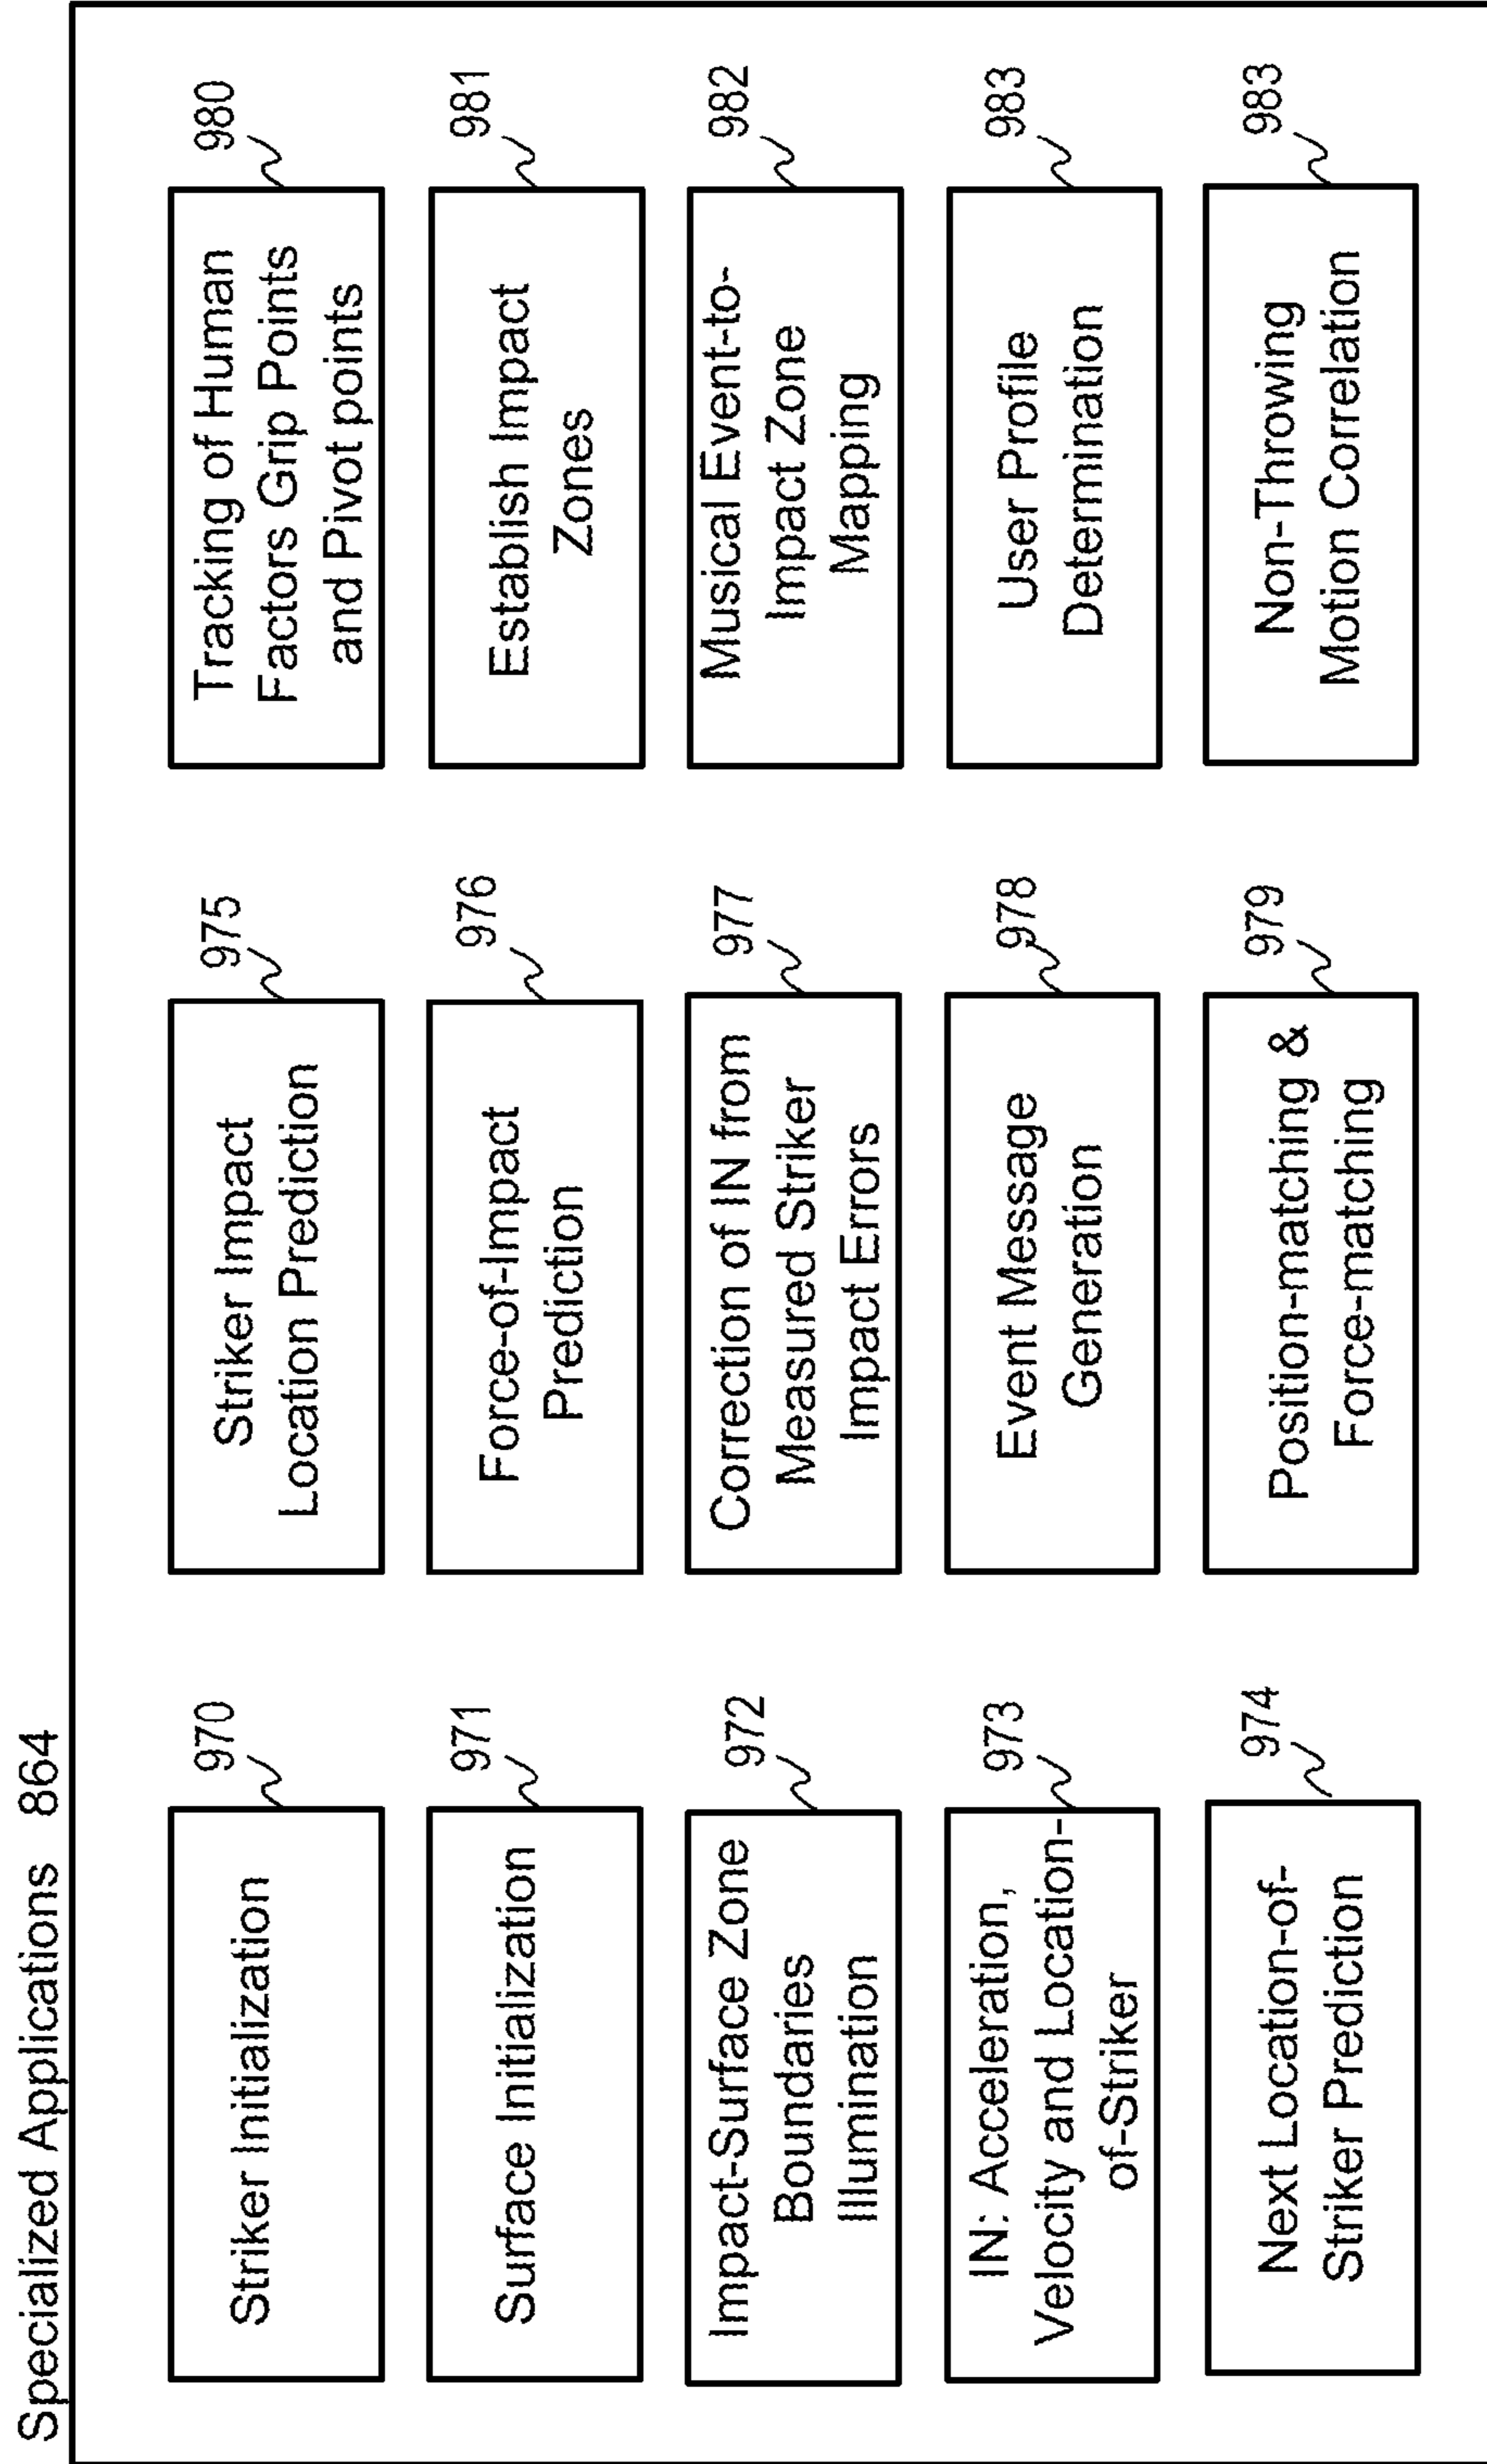 Specialized Applications 864
970
Striker Initialization
971
Surface Initialization
972
Impact-Surface Zone
Boundaries
Illumination
973
IN: Acceleration,
Velocity and Location-
of-Striker
974
Next Location-of-
Striker Prediction
975
Striker Impact
Location Prediction
976
Force-of-Impact
Prediction
977
Correction of IN from
Measured Striker
Impact Errors
978
Event Message
Generation
979
Position-matching &
Force-matching
980
Tracking of Human
Factors Grip Points
and Pivot points
981
Establish Impact
Zones
982
Musical Event-to-
Impact Zone
Mapping
983
User Profile
Determination
983
Non-Throwing
Motion Correlation